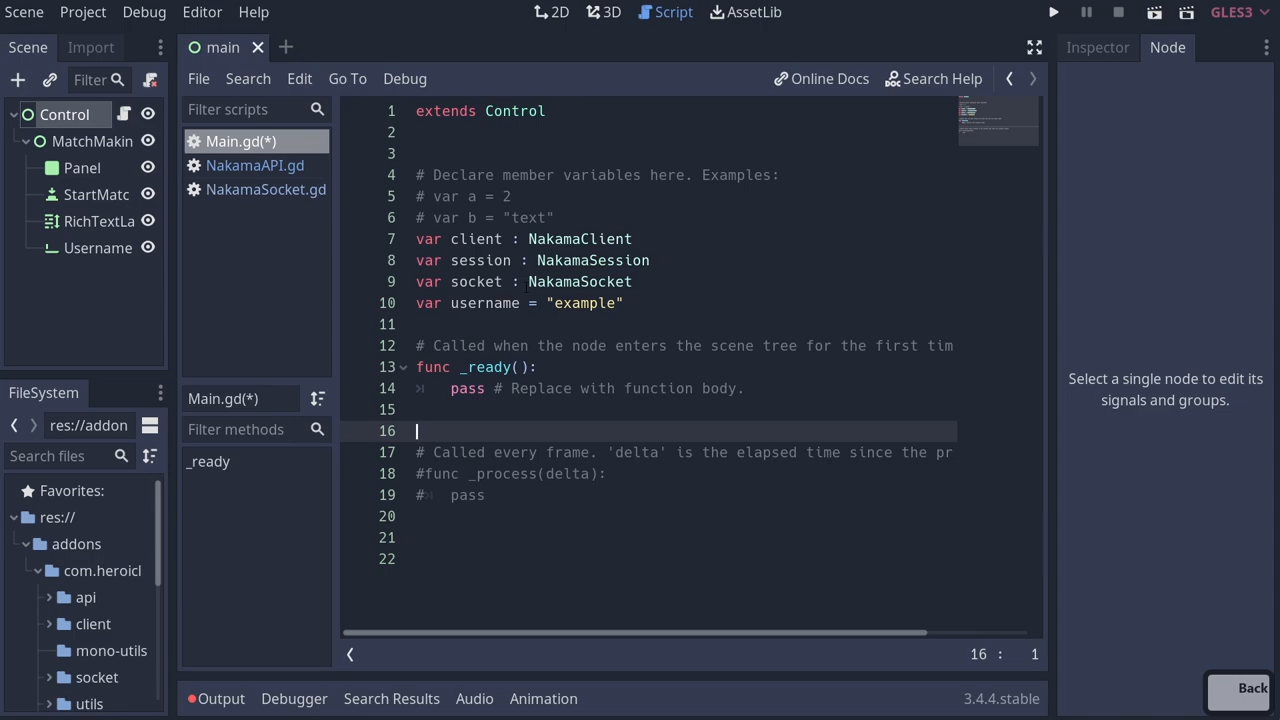 Scene Project Debug Editor Help
2D 3D Script AssetLib
GLES3
Scene Import
main
Inspector Node
Filter
File Search Edit Go To Debug
Online Docs Search Help
Control
MatchMakin
Panel
StartMatc
RichTextLa
Username
Filter scripts
Main.gd(*)
NakamaAPI.gd
NakamaSocket.gd
Main.gd(*)
Filter methods
_ready
1 extends Control
2
3
4 # Declare member variables here. Examples:
5 # var a = 2
6 # var b = "text"
7 var client : NakamaClient
8 var session : NakamaSession
9 var socket : NakamaSocket
10 var username = "example"
11
12 # Called when the node enters the scene tree for the first tim
13 func _ready():
14 pass # Replace with function body.
15
16
17 # Called every frame. 'delta' is the elapsed time since the pr
18 #func _process(delta):
19 # pass
20
21
22
16 : 1
Select a single node to edit its
signals and groups.
FileSystem
res://addon
Search files
Favorites:
res://
addons
com.heroicl
api
client
mono-utils
socket
utils
Output Debugger Search Results Audio Animation
3.4.4.stable
Back